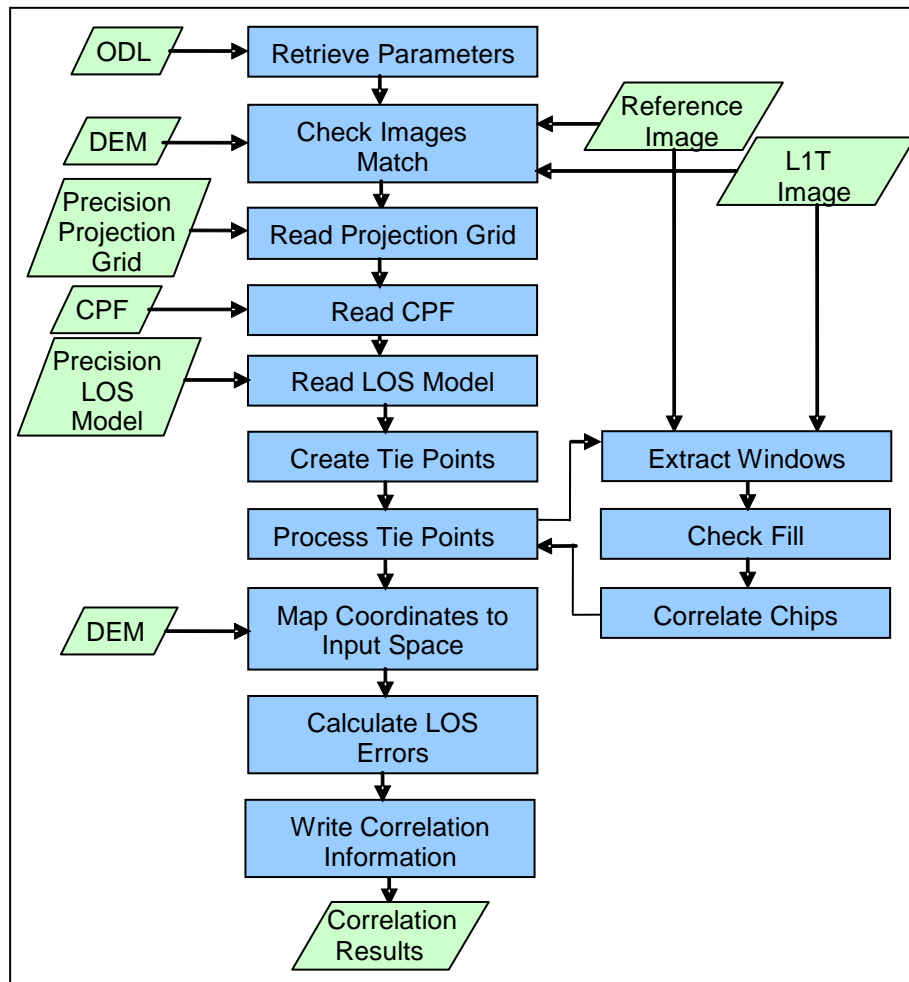 ODL
Retrieve Parameters
Reference
Image
DEM
Check Images
Match
L1T
Image
Precision
Projection
Grid
Read Projection Grid
CPF
Read CPF
Precision
LOS
Model
Read LOS Model
Create Tie Points
Extract Windows
Process Tie Points
Check Fill
DEM
Map Coordinates to
Input Space
Correlate Chips
Calculate LOS
Errors
Write Correlation
Information
Correlation
Results